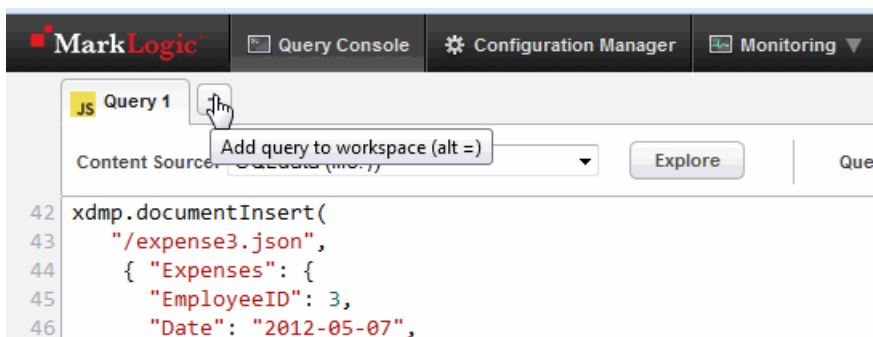 MarkLogic Query Console Configuration Manager Monitoring
JS Query 1
Add query to workspace (alt =)
Content Source: Explore Que
42 xdmp.documentInsert(
43 "/expense3.json",
44 { "Expenses": {
45 "EmployeeID": 3,
46 "Date": "2012-05-07",